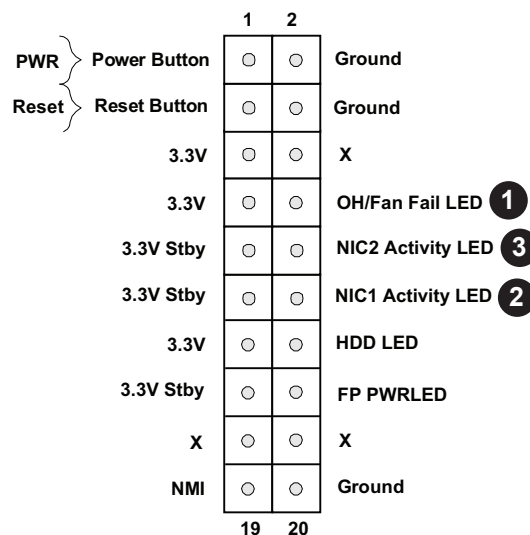 1 2
PWR Power Button Ground
Reset Reset Button Ground
3.3V X
3.3V OH/Fan Fail LED 1
3.3V Stby NIC2 Activity LED 3
3.3V Stby NIC1 Activity LED 2
3.3V HDD LED
3.3V Stby FP PWRLED
X X
NMI Ground
19 20